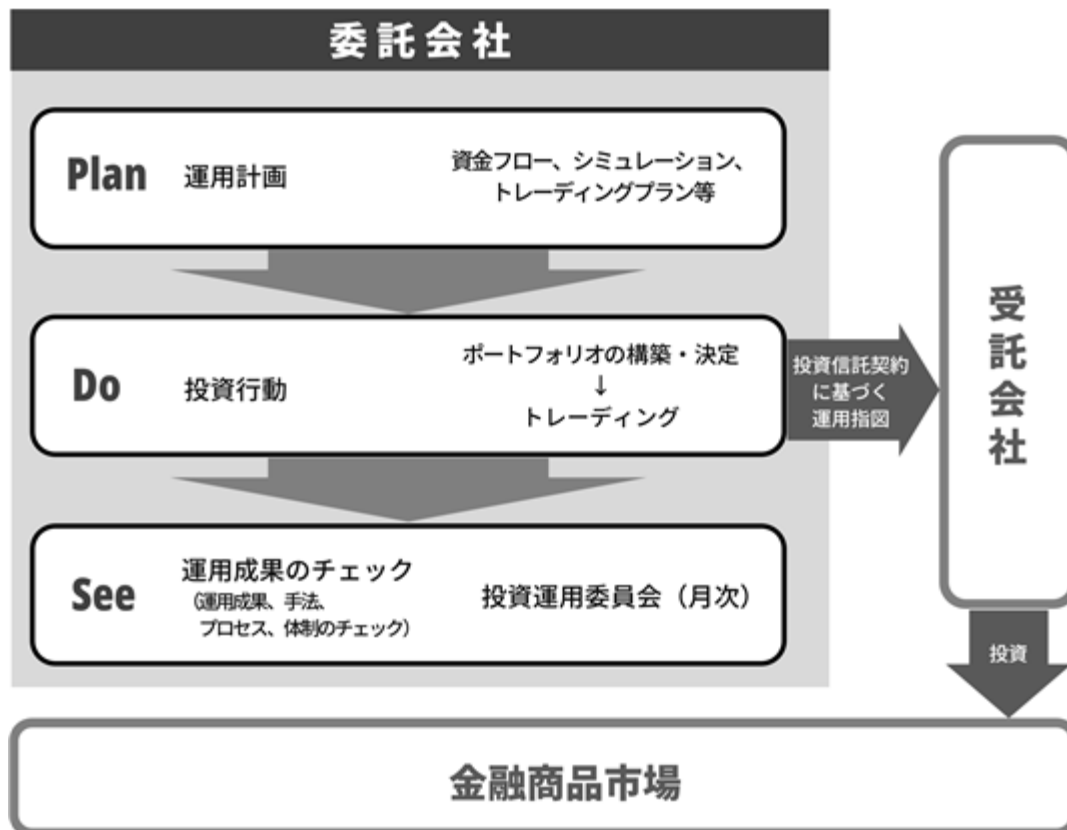 委託会社
Plan
運用計画
資金フロー、シミュレーション、
トレーディングプラン等
Do
投資行動
ポートフォリオの構築・決定
↓
トレーディング
投資信託契約
に基づく
運用指図
受託会社
See
運用成果のチェック
(運用成果、手法、
プロセス、体制のチェック)
投資運用委員会（月次）
投資
金融商品市場